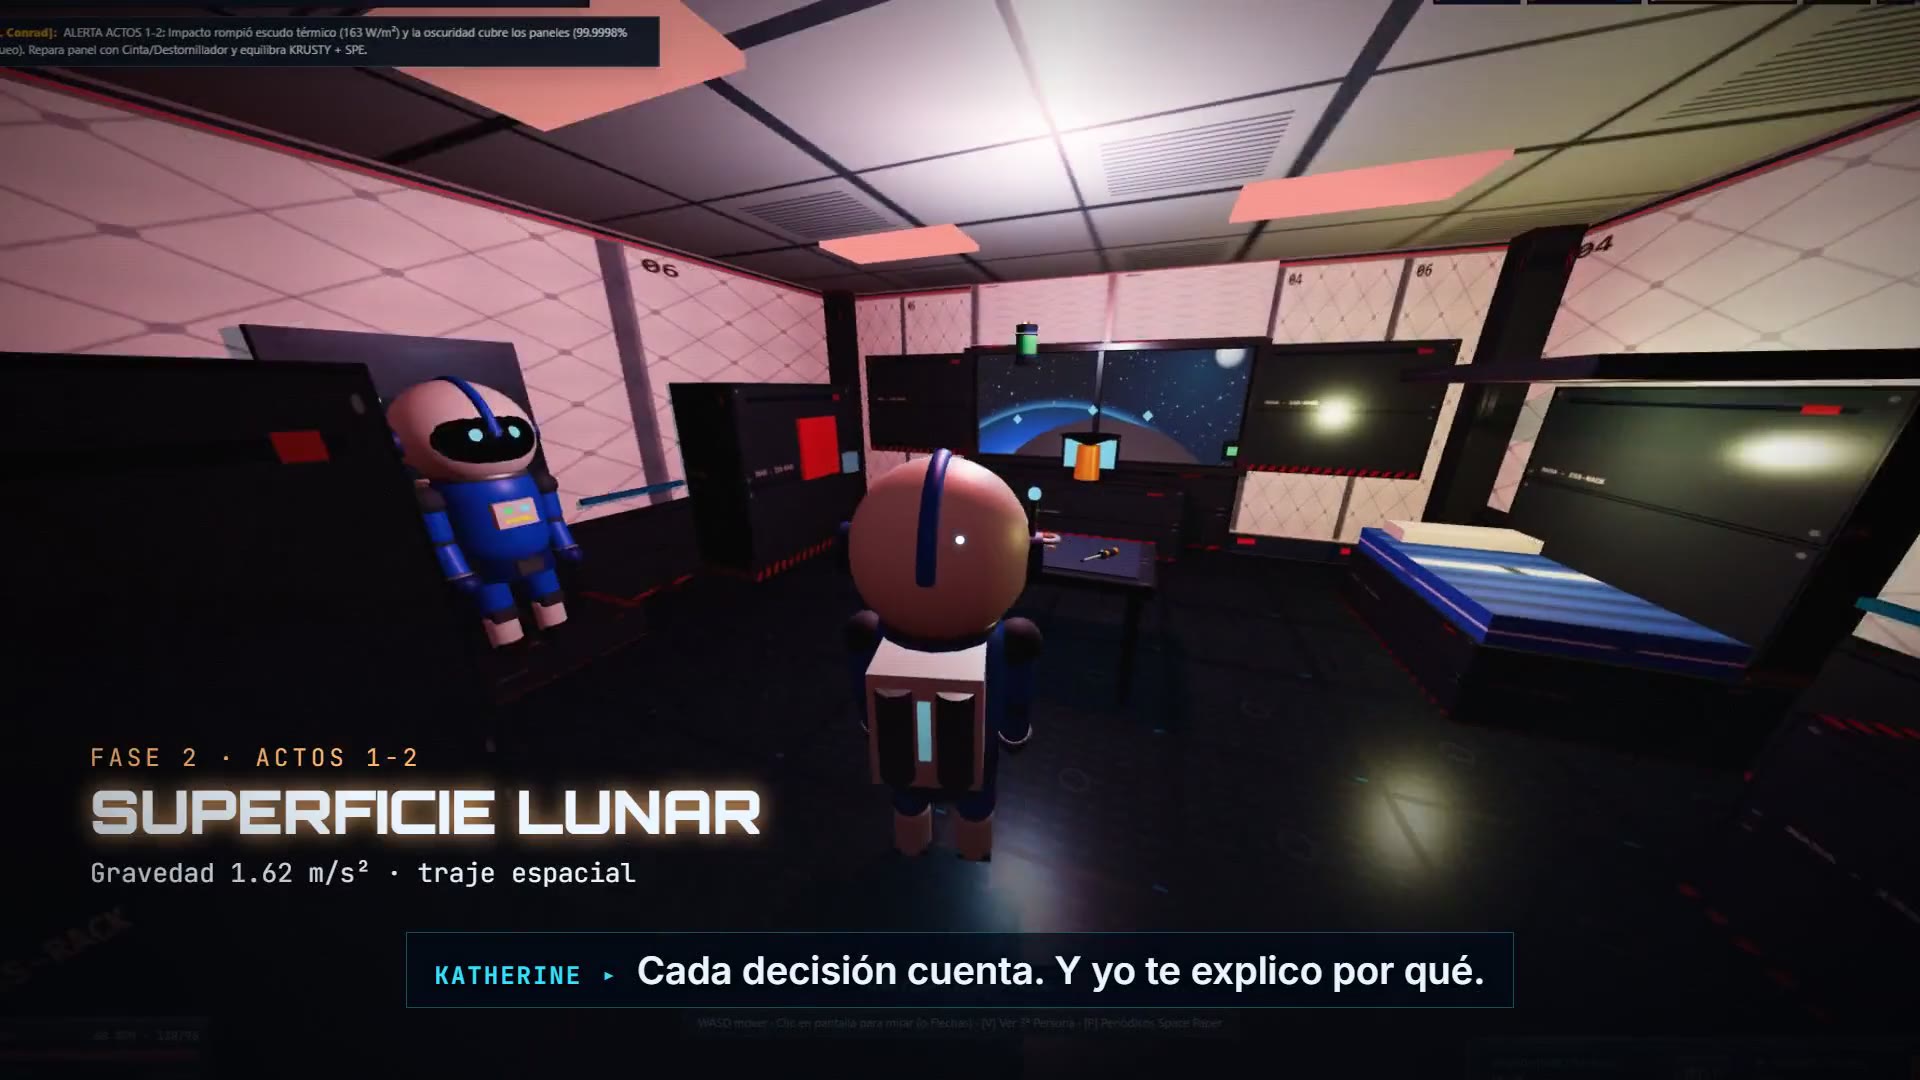 . Conrad]: ALERTA ACTOS 1-2: Impacto rompió escudo térmico (163 W/m²) y la oscuridad cubre los paneles (99.9998%
ueo). Repara panel con Cinta/Destornillador y equilibra KRUSTY + SPE.
06
04
06
04
FASE 2 · ACTOS 1-2
SUPERFICIE LUNAR
Gravedad 1.62 m/s² · traje espacial
S-RACK
KATHERINE ▸ Cada decisión cuenta. Y yo te explico por qué.
WASD mover · Clic en pantalla para mirar (o Flechas) · [V] Ver 3ª Persona · [P] Periódicos Space Paper